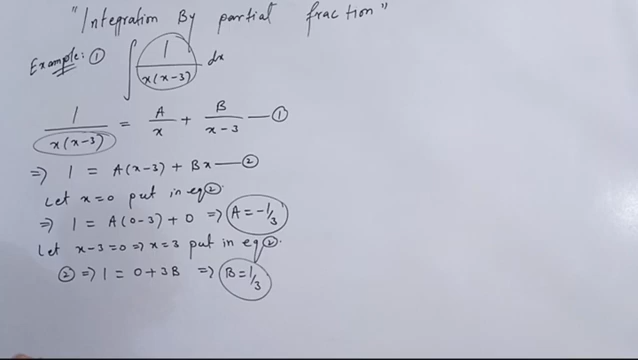 "Integration By partial fraction"
Example: ① ∫ 1/x(x-3) dx
1/x(x-3) = A/x + B/x-3 — ①
=> 1 = A(x-3) + Bx — ②
Let x=0 put in eq②.
=> 1 = A(0-3) + 0 => A = -1/3
Let x-3=0 => x=3 put in eq②.
② => 1 = 0+3B => B = 1/3